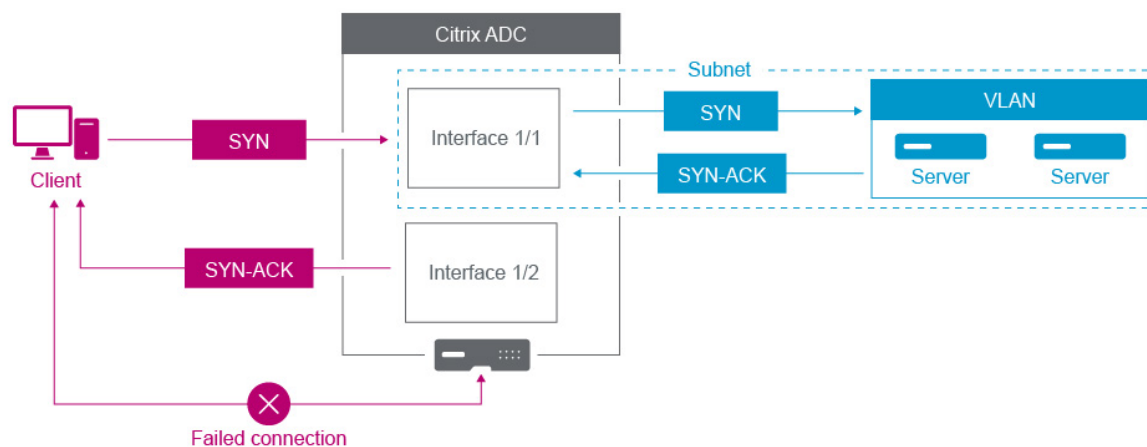 Citrix ADC
Subnet
VLAN
SYN
SYN
Interface 1/1
Client
SYN-ACK
Server
Server
SYN-ACK
Interface 1/2
Failed connection